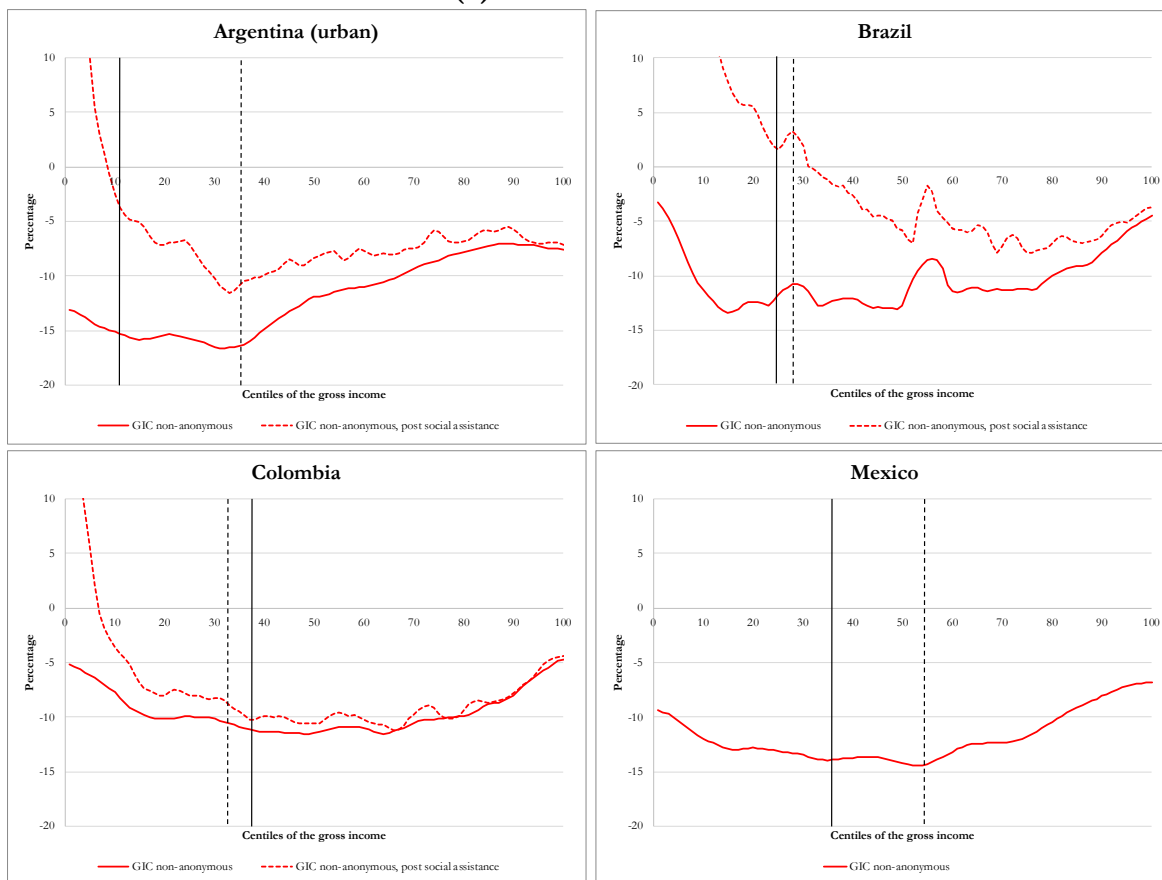 Argentina (urban)
10
5
0
-5
-10
-15
-20
0 10 20 30 40 50 60 70 80 90 100
Percentage
Centiles of the gross income
GIC non-anonymous GIC non-anonymous, post social assistance
Brazil
10
5
0
-5
-10
-15
-20
0 10 20 30 40 50 60 70 80 90 100
Percentage
Centiles of the gross income
GIC non-anonymous GIC non-anonymous, post social assistance
Colombia
10
5
0
-5
-10
-15
-20
0 10 20 30 40 50 60 70 80 90 100
Percentage
Centiles of the gross income
GIC non-anonymous GIC non-anonymous, post social assistance
Mexico
10
5
0
-5
-10
-15
-20
0 10 20 30 40 50 60 70 80 90 100
Percentage
Centiles of the gross income
GIC non-anonymous